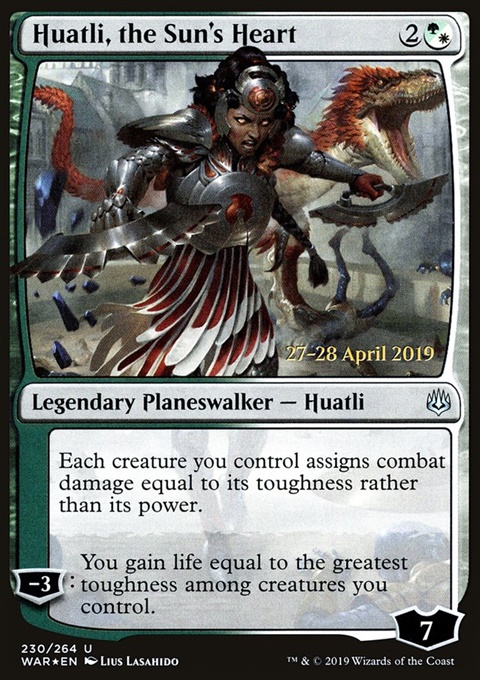 Huatli, the Sun's Heart 2
27–28 April 2019
Legendary Planeswalker — Huatli
Each creature you control assigns combat
damage equal to its toughness rather
than its power.
You gain life equal to the greatest
-3: toughness among creatures you
control.
7
230/264 U
WAR★EN Lius Lasahido
™ & © 2019 Wizards of the Coast